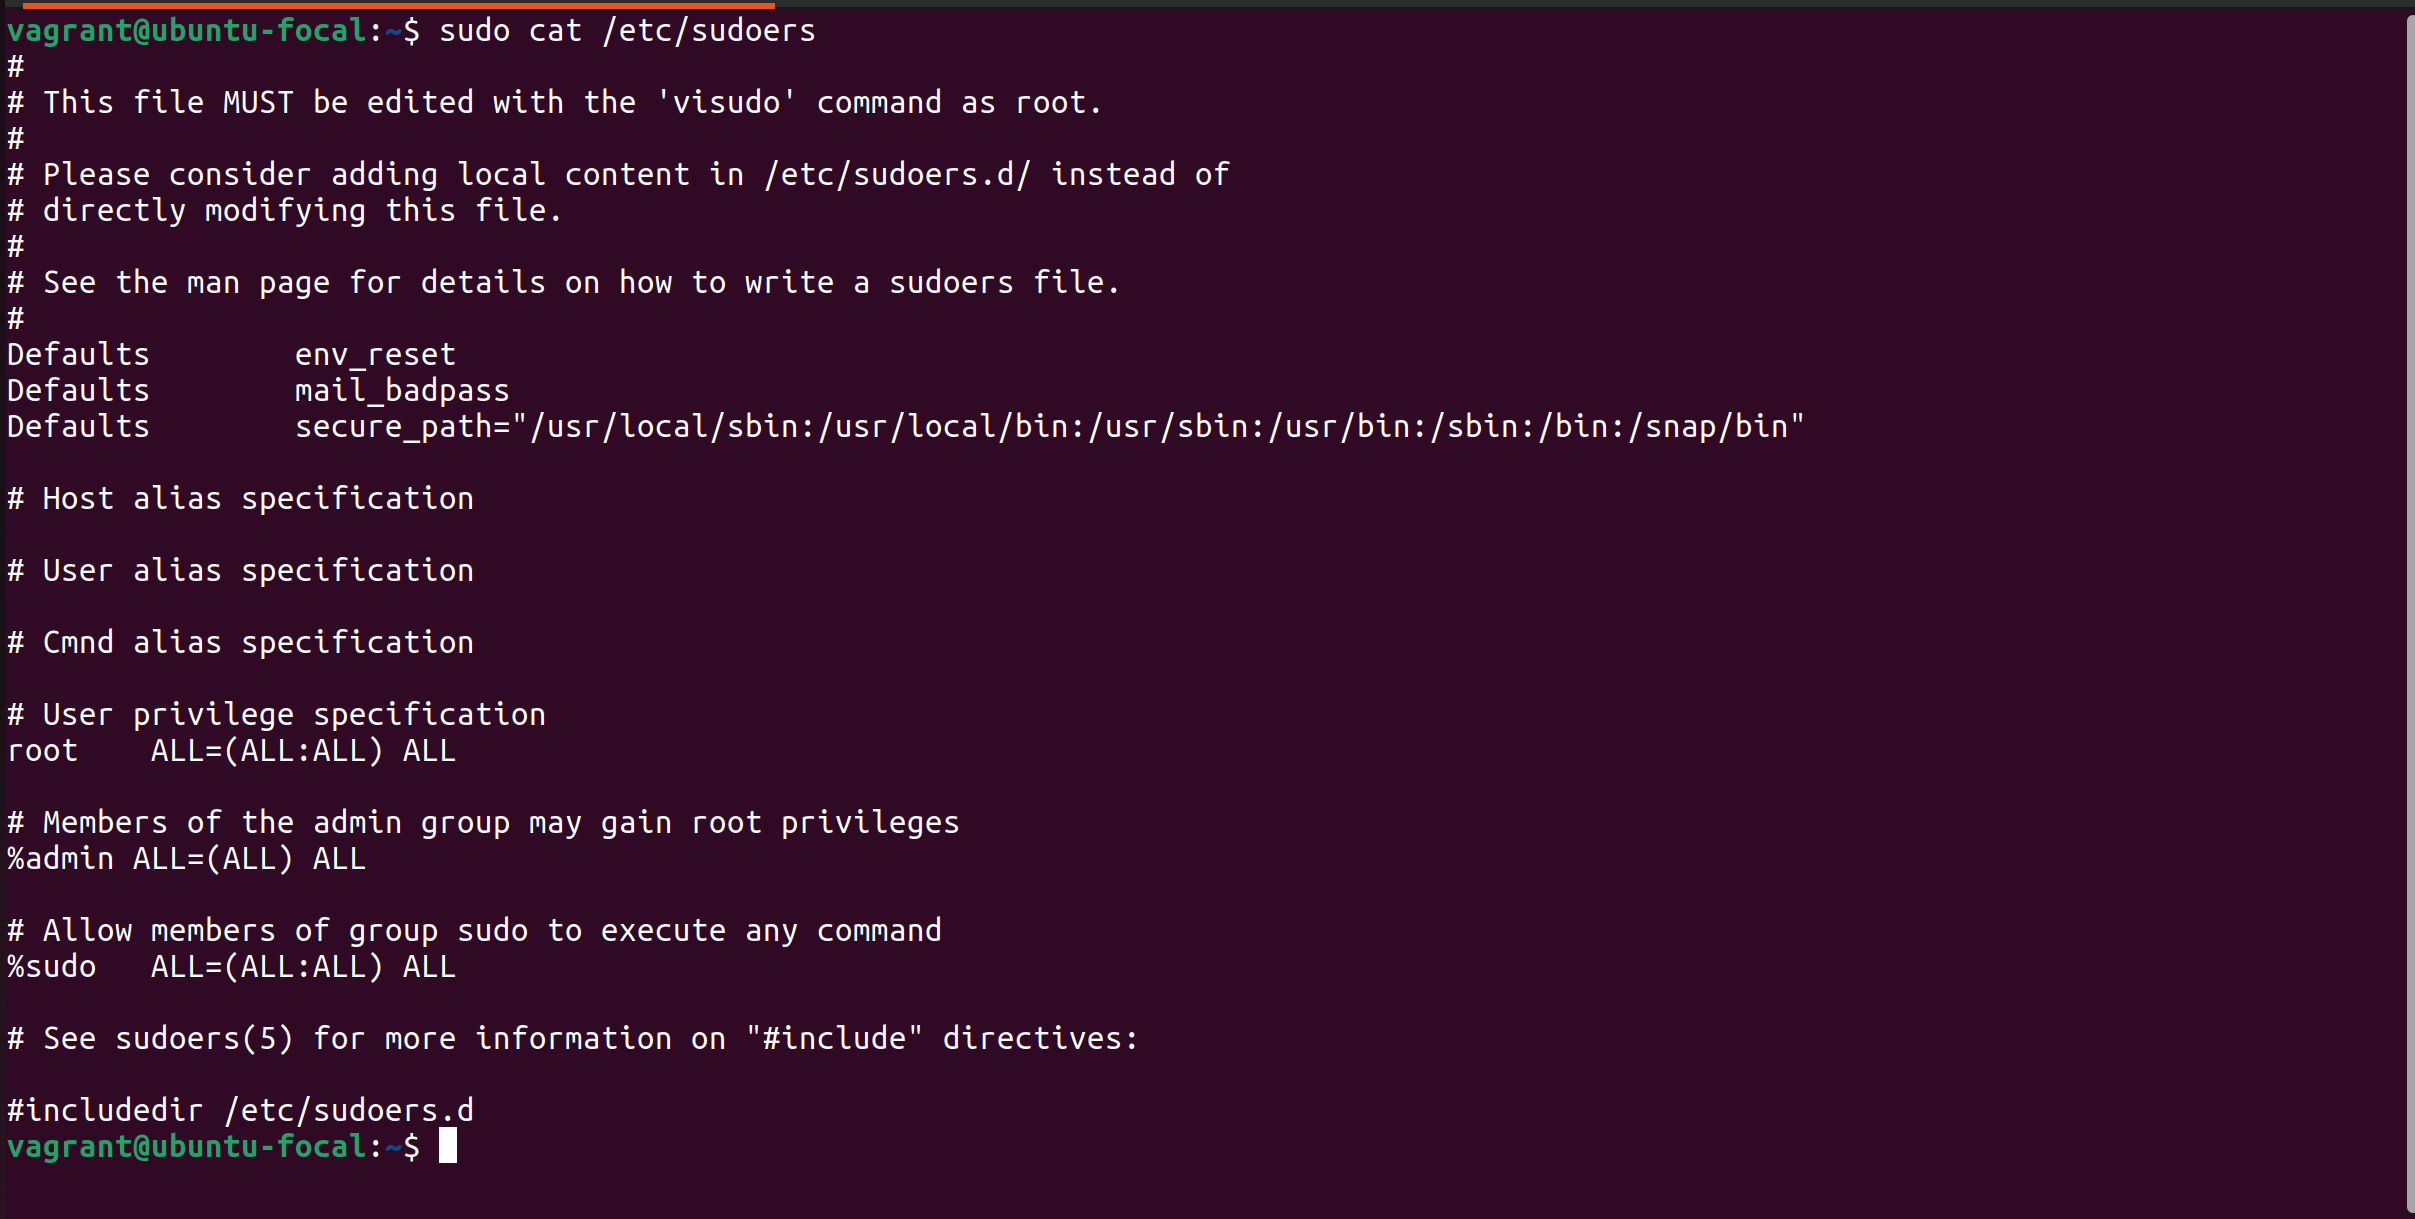 vagrant@ubuntu-focal:~$ sudo cat /etc/sudoers
#
# This file MUST be edited with the 'visudo' command as root.
#
# Please consider adding local content in /etc/sudoers.d/ instead of
# directly modifying this file.
#
# See the man page for details on how to write a sudoers file.
#
Defaults        env_reset
Defaults        mail_badpass
Defaults        secure_path="/usr/local/sbin:/usr/local/bin:/usr/sbin:/usr/bin:/sbin:/bin:/snap/bin"

# Host alias specification

# User alias specification

# Cmnd alias specification

# User privilege specification
root    ALL=(ALL:ALL) ALL

# Members of the admin group may gain root privileges
%admin ALL=(ALL) ALL

# Allow members of group sudo to execute any command
%sudo   ALL=(ALL:ALL) ALL

# See sudoers(5) for more information on "#include" directives:

#includedir /etc/sudoers.d
vagrant@ubuntu-focal:~$